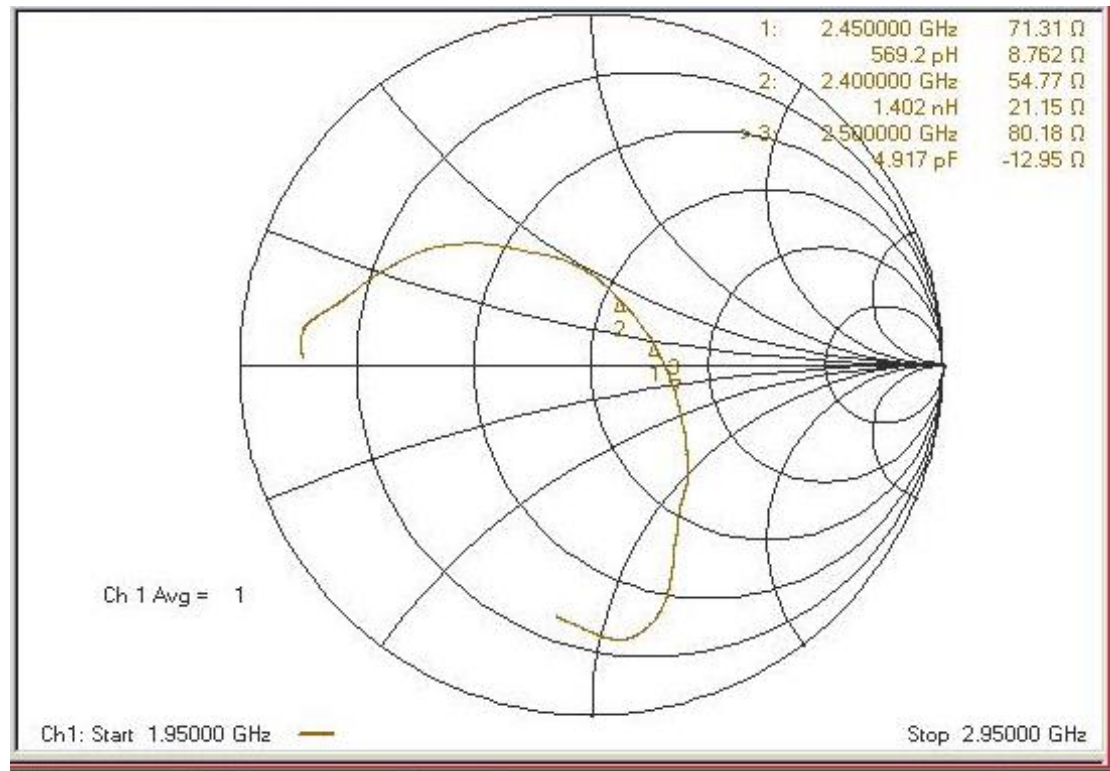 1: 2.450000 GHz 71.31 Ω
569.2 pH 8.762 Ω
2: 2.400000 GHz 54.77 Ω
1.402 nH 21.15 Ω
> 3: 2.500000 GHz 80.18 Ω
4.917 pF -12.95 Ω
2
1
3
Ch 1 Avg = 1
Ch1: Start 1.95000 GHz
Stop 2.95000 GHz